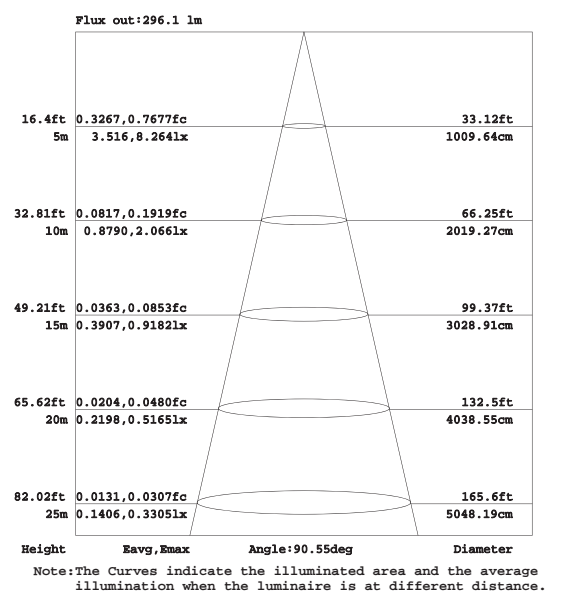 Flux out:296.1 lm
16.4ft 0.3267,0.7677fc 33.12ft
5m 3.516,8.264lx 1009.64cm
32.81ft 0.0817,0.1919fc 66.25ft
10m 0.8790,2.066lx 2019.27cm
49.21ft 0.0363,0.0853fc 99.37ft
15m 0.3907,0.9182lx 3028.91cm
65.62ft 0.0204,0.0480fc 132.5ft
20m 0.2198,0.5165lx 4038.55cm
82.02ft 0.0131,0.0307fc 165.6ft
25m 0.1406,0.3305lx 5048.19cm
Height Eavg,Emax Angle:90.55deg Diameter
Note:The Curves indicate the illuminated area and the average
illumination when the luminaire is at different distance.